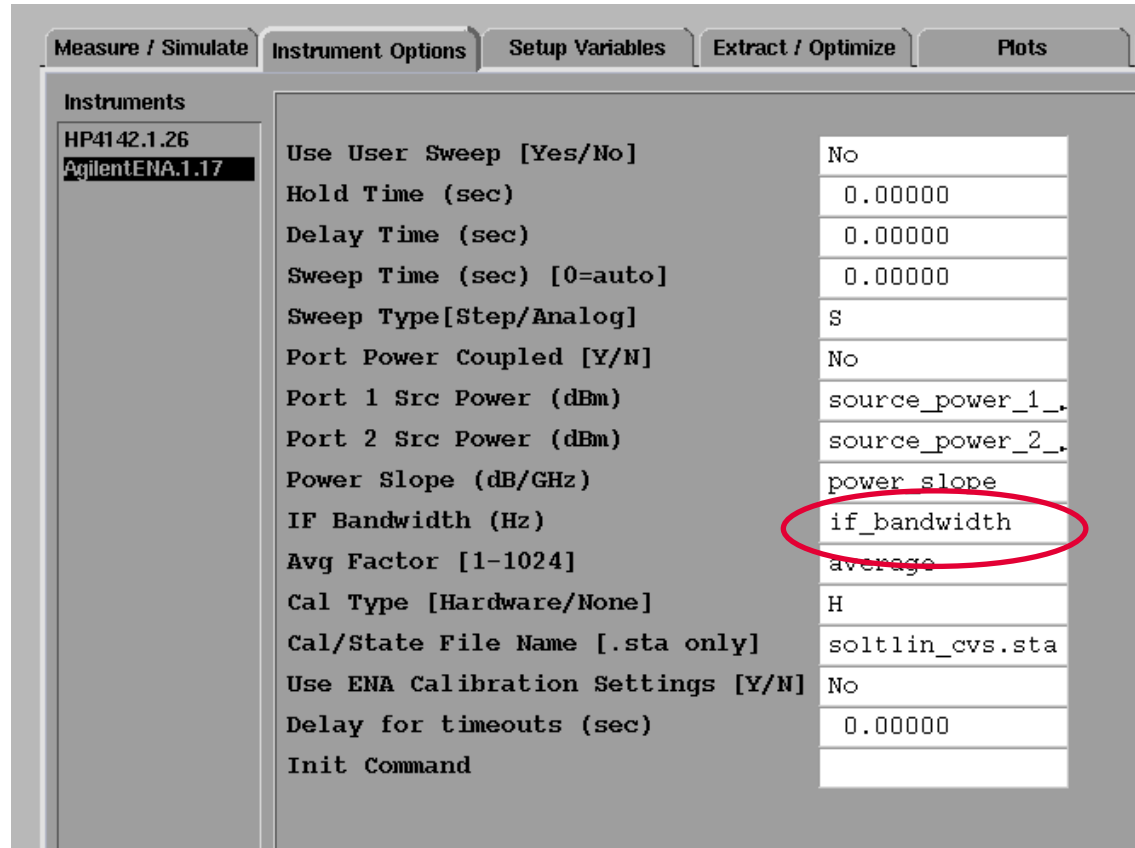 Measure / Simulate Instrument Options Setup Variables Extract / Optimize Plots
Instruments
HP4142.1.26
AgilentENA.1.17
Use User Sweep [Yes/No] No
Hold Time (sec) 0.00000
Delay Time (sec) 0.00000
Sweep Time (sec) [0=auto] 0.00000
Sweep Type[Step/Analog] S
Port Power Coupled [Y/N] No
Port 1 Src Power (dBm) source_power_1_.
Port 2 Src Power (dBm) source_power_2_.
Power Slope (dB/GHz) power_slope
IF Bandwidth (Hz) if_bandwidth
Avg Factor [1-1024] average
Cal Type [Hardware/None] H
Cal/State File Name [.sta only] soltlin_cvs.sta
Use ENA Calibration Settings [Y/N] No
Delay for timeouts (sec) 0.00000
Init Command